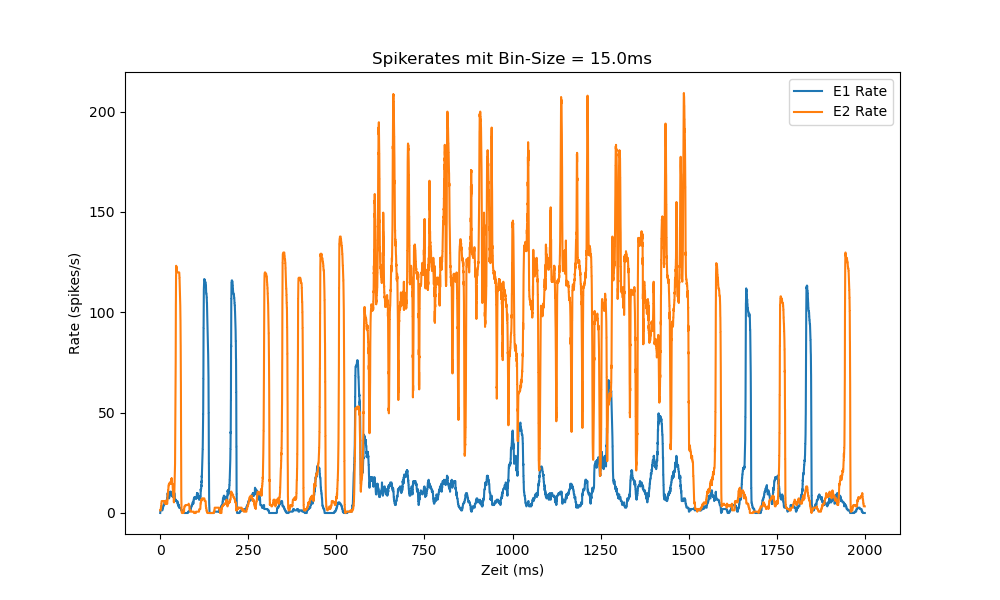 Spikerates mit Bin-Size = 15.0ms
E1 Rate
E2 Rate
200
150
100
50
0
Rate (spikes/s)
0 250 500 750 1000 1250 1500 1750 2000
Zeit (ms)